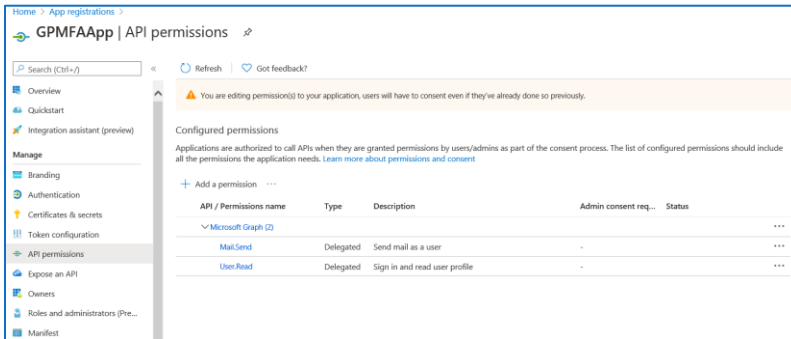 Home > App registrations >
GPMFAApp | API permissions
Search (Ctrl+/)
«
Refresh
Got feedback?
Overview
Quickstart
Integration assistant (preview)
Manage
Branding
Authentication
Certificates & secrets
Token configuration
API permissions
Expose an API
Owners
Roles and administrators (Pre...
Manifest
You are editing permission(s) to your application, users will have to consent even if they've already done so previously.
Configured permissions
Applications are authorized to call APIs when they are granted permissions by users/admins as part of the consent process. The list of configured permissions should include
all the permissions the application needs. Learn more about permissions and consent
+ Add a permission ...
API / Permissions name Type Description Admin consent req... Status
Microsoft Graph (2) ...
Mail.Send Delegated Send mail as a user - ...
User.Read Delegated Sign in and read user profile - ...